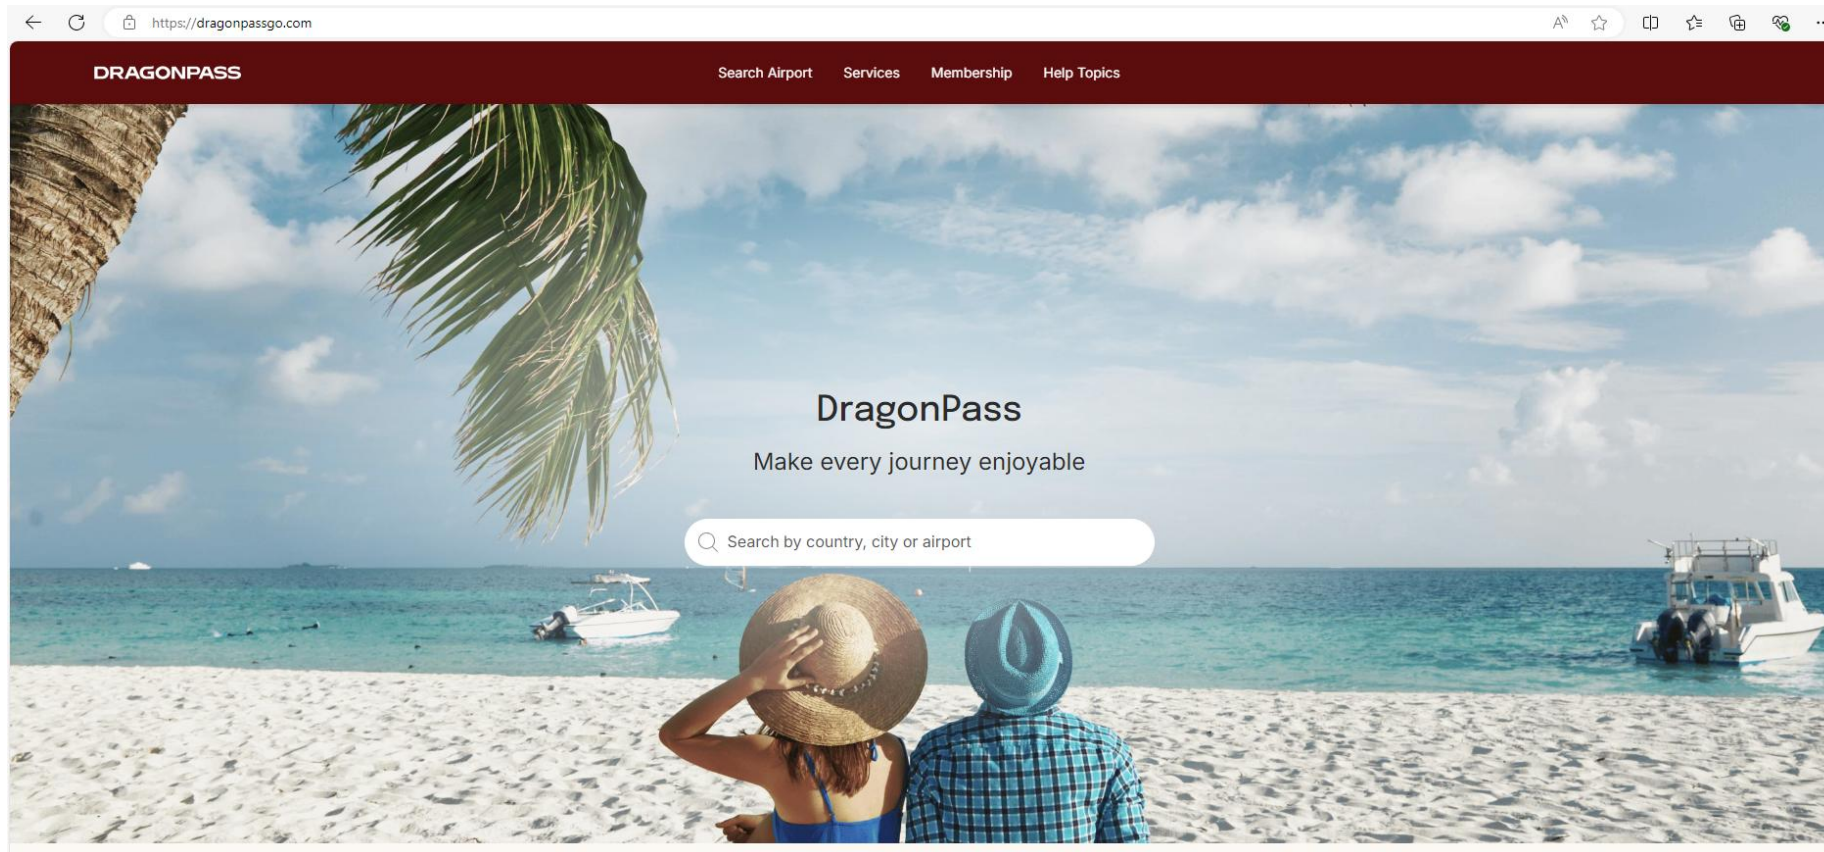 https://dragonpassgo.com
DRAGONPASS
Search Airport Services Membership Help Topics
DragonPass
Make every journey enjoyable
Search by country, city or airport